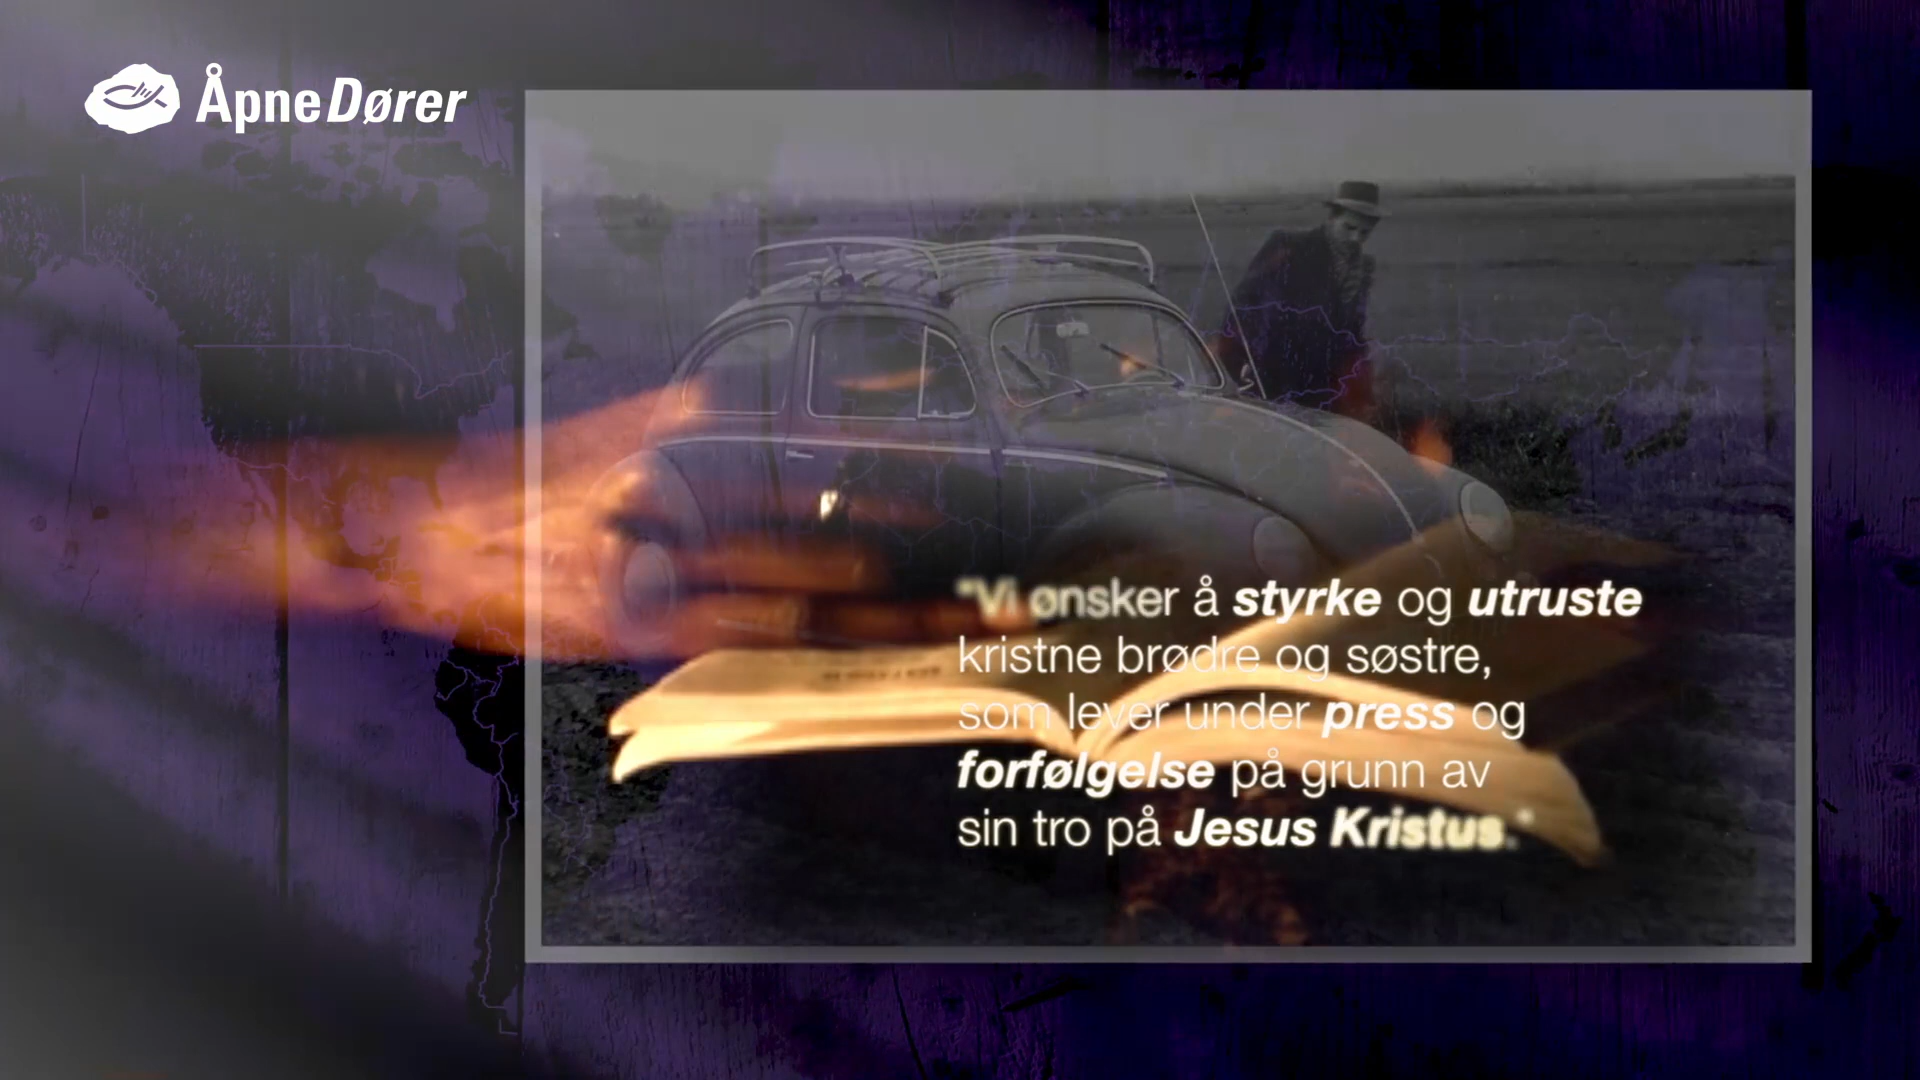 ÅpneDører
"Vi ønsker å styrke og utruste
kristne brødre og søstre,
som lever under press og
forfølgelse på grunn av
sin tro på Jesus Kristus."